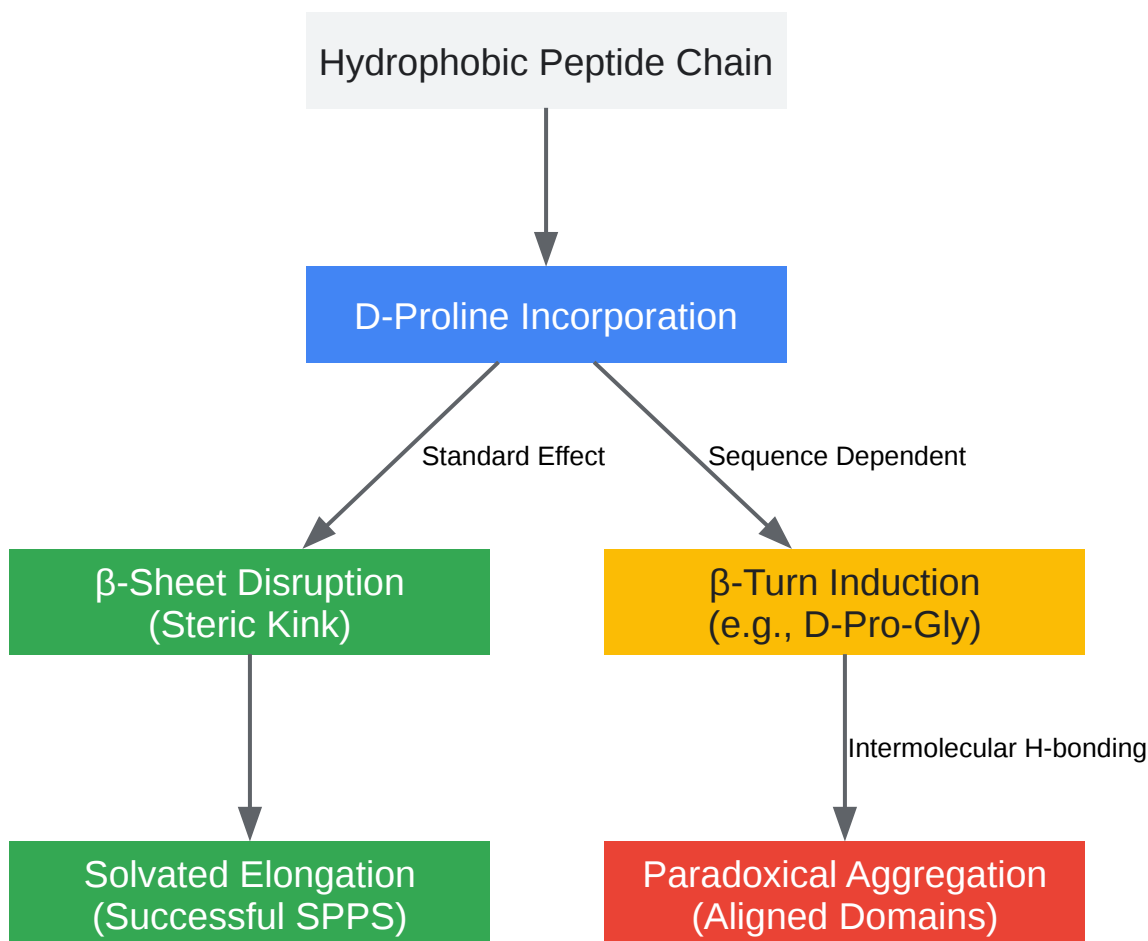 Hydrophobic Peptide Chain
D-Proline Incorporation
Standard Effect
Sequence Dependent
β-Sheet Disruption
(Steric Kink)
β-Turn Induction
(e.g., D-Pro-Gly)
Intermolecular H-bonding
Solvated Elongation
(Successful SPPS)
Paradoxical Aggregation
(Aligned Domains)